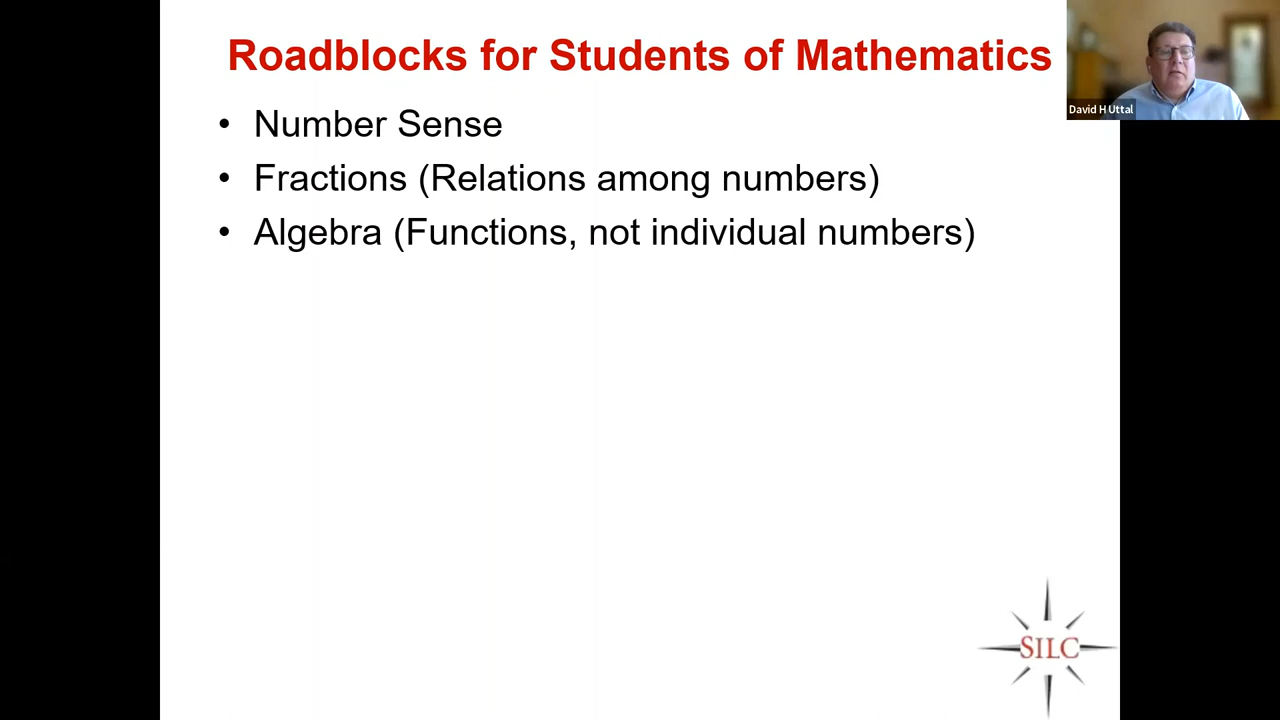 Roadblocks for Students of Mathematics
• Number Sense
• Fractions (Relations among numbers)
• Algebra (Functions, not individual numbers)
David H Uttal
SILC